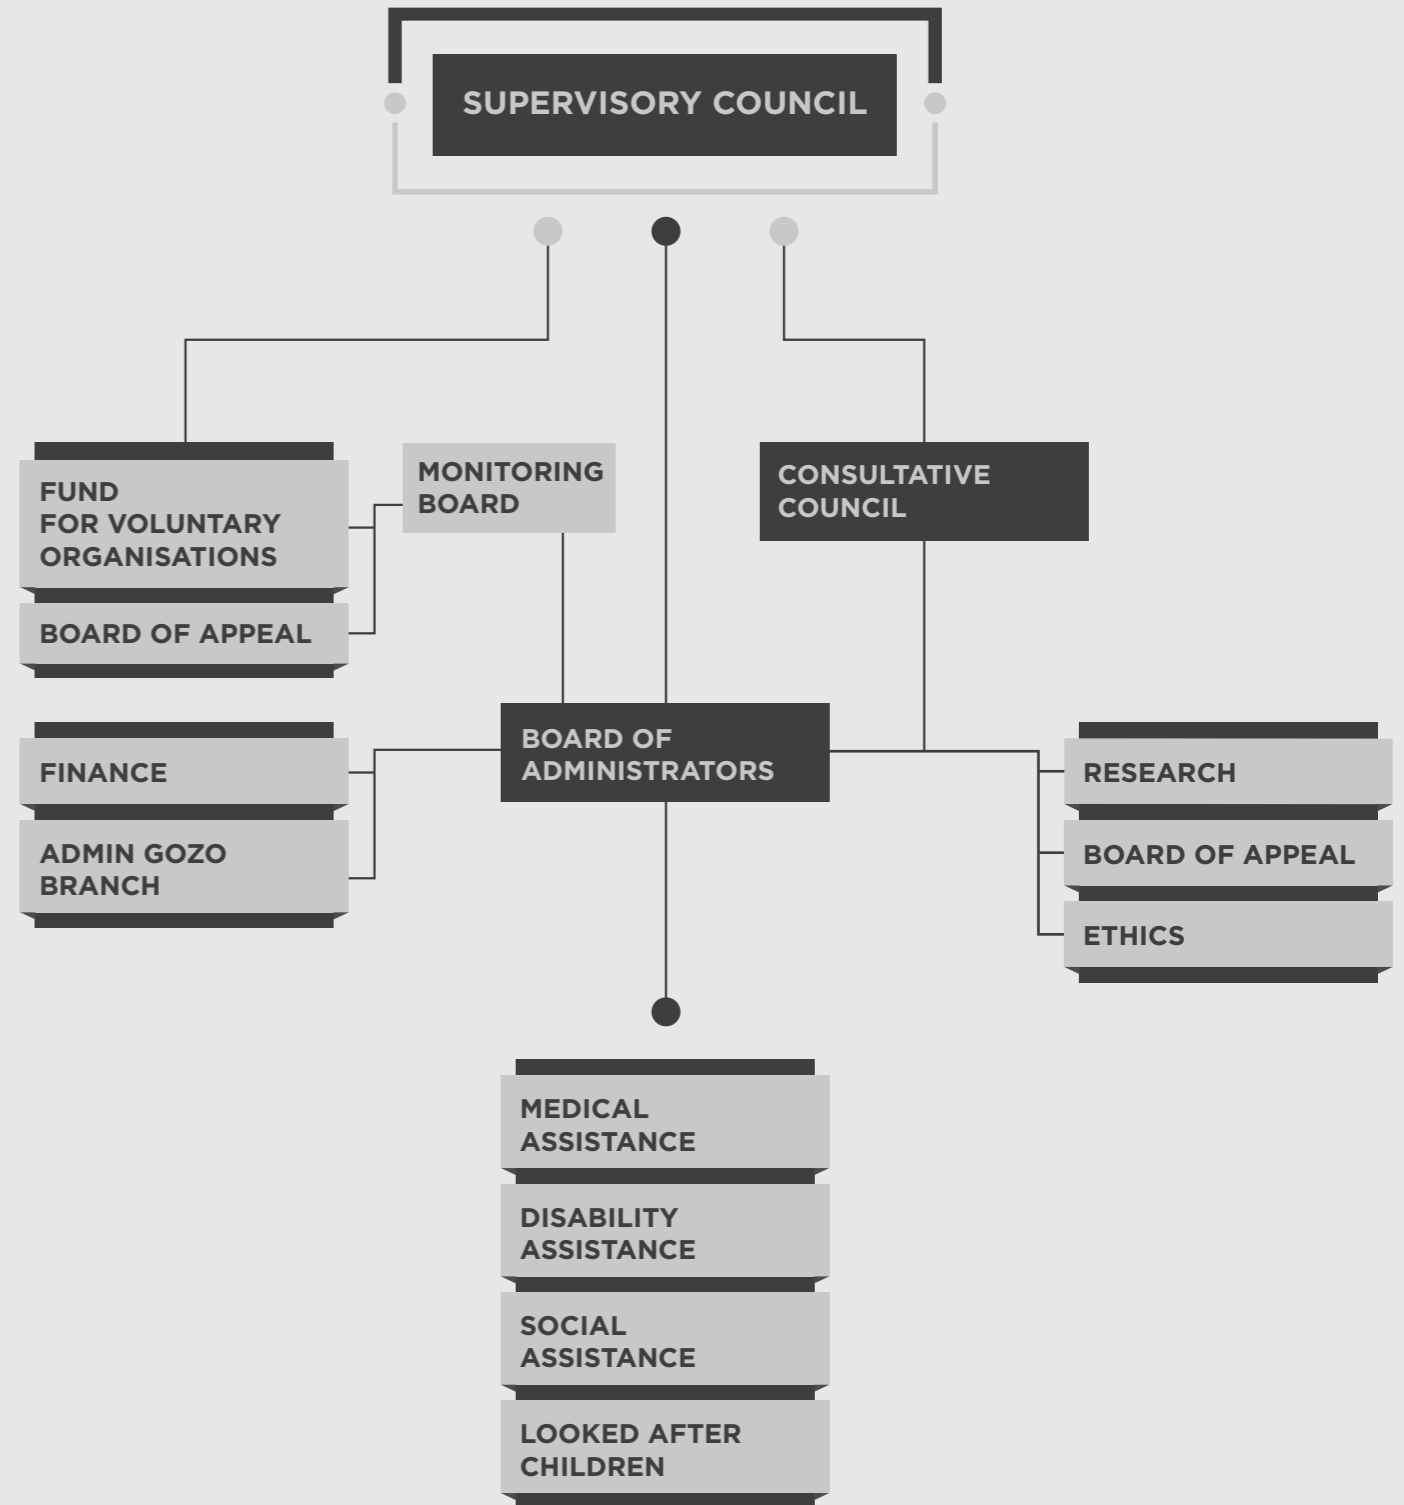 SUPERVISORY COUNCIL
FUND
FOR VOLUNTARY
ORGANISATIONS
BOARD OF APPEAL
MONITORING
BOARD
CONSULTATIVE
COUNCIL
FINANCE
ADMIN GOZO
BRANCH
BOARD OF
ADMINISTRATORS
RESEARCH
BOARD OF APPEAL
ETHICS
MEDICAL
ASSISTANCE
DISABILITY
ASSISTANCE
SOCIAL
ASSISTANCE
LOOKED AFTER
CHILDREN